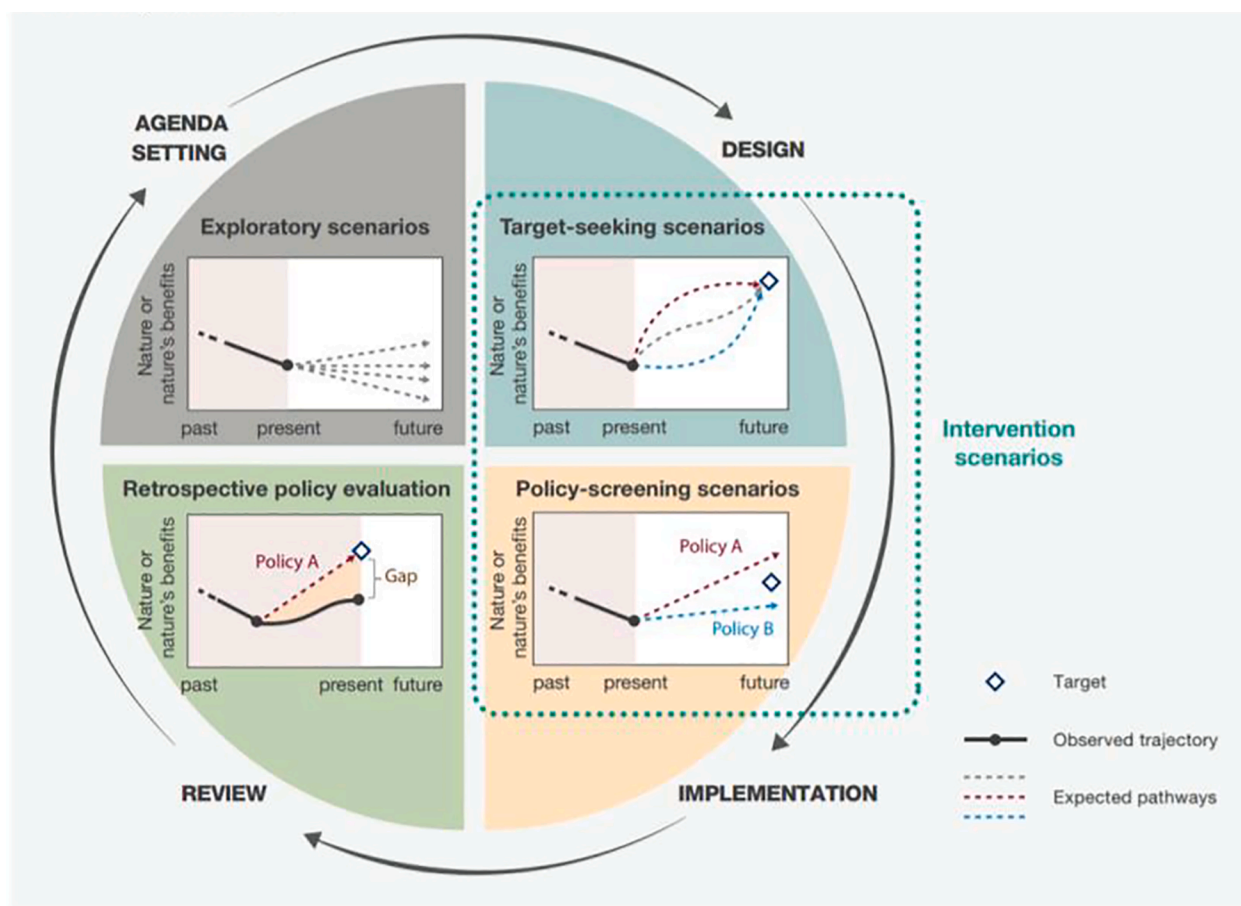 AGENDA
SETTING
DESIGN
Exploratory scenarios
Nature or
nature's benefits
past present future
Target-seeking scenarios
Nature or
nature's benefits
past present future
Intervention
scenarios
Retrospective policy evaluation
Nature or
nature's benefits
Policy A
Gap
past present future
Policy-screening scenarios
Nature or
nature's benefits
Policy A
Policy B
past present future
REVIEW
IMPLEMENTATION
Target
Observed trajectory
Expected pathways